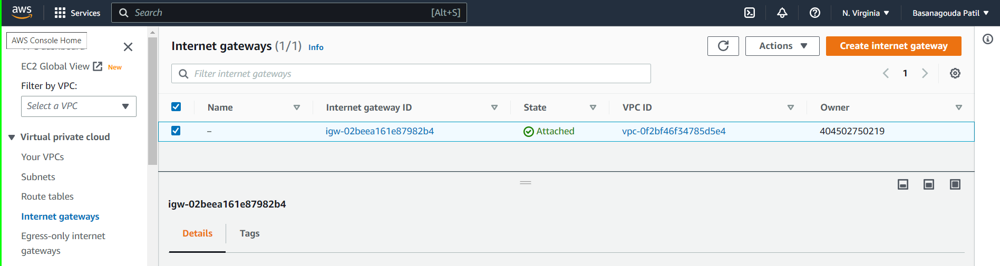 aws Services Search [Alt+S] N. Virginia Basanagouda Patil
AWS Console Home
EC2 Global View New
Filter by VPC:
Select a VPC
Virtual private cloud
Your VPCs
Subnets
Route tables
Internet gateways
Egress-only internet
gateways
Internet gateways (1/1) Info
Actions Create internet gateway
Filter internet gateways 1
Name Internet gateway ID State VPC ID Owner
– igw-02beea161e87982b4 Attached vpc-0f2bf46f34785d5e4 404502750219
igw-02beea161e87982b4
Details Tags